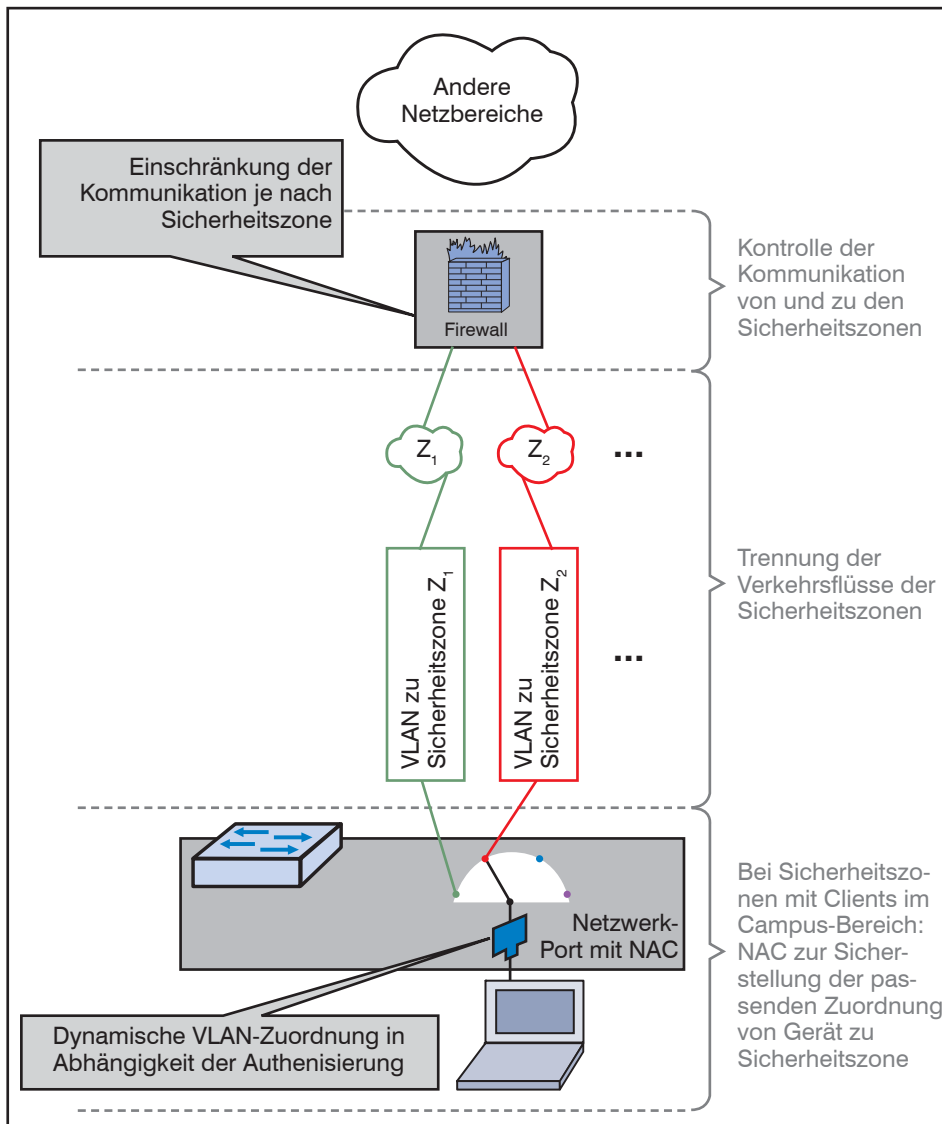 Andere
Netzbereiche
Einschränkung der
Kommunikation je nach
Sicherheitszone
Firewall
Kontrolle der
Kommunikation
von und zu den
Sicherheitszonen
Z1
Z2
...
VLAN zu
Sicherheitszone Z1
VLAN zu
Sicherheitszone Z2
...
Trennung der
Verkehrsflüsse der
Sicherheitszonen
Netzwerk-
Port mit NAC
Dynamische VLAN-Zuordnung in
Abhängigkeit der Authenisierung
Bei Sicherheitszo-
nen mit Clients im
Campus-Bereich:
NAC zur Sicher-
stellung der pas-
senden Zuordnung
von Gerät zu
Sicherheitszone